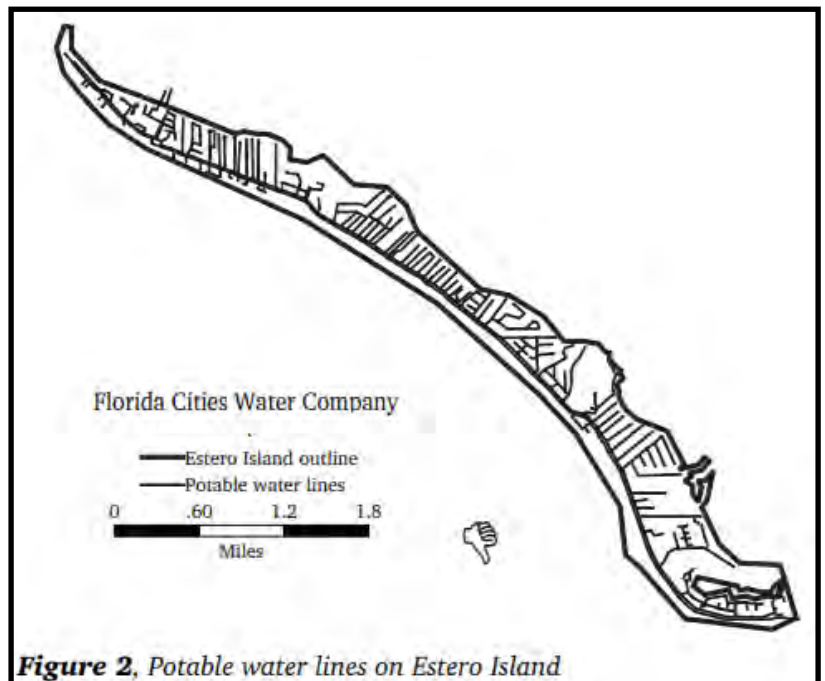 Florida Cities Water Company
Estero Island outline
Potable water lines
0 .60 1.2 1.8
Miles
Figure 2, Potable water lines on Estero Island